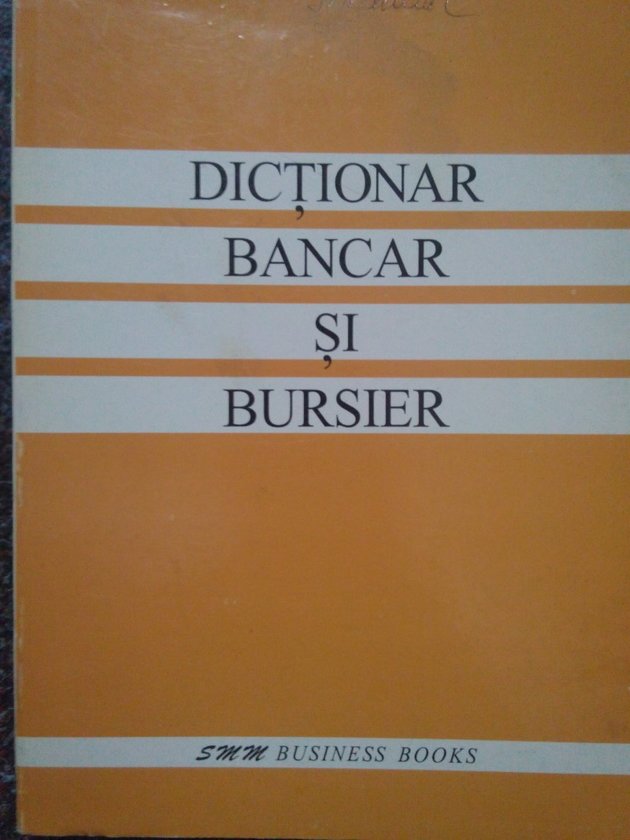 DICȚIONAR
BANCAR
ȘI
BURSIER
SMM BUSINESS BOOKS